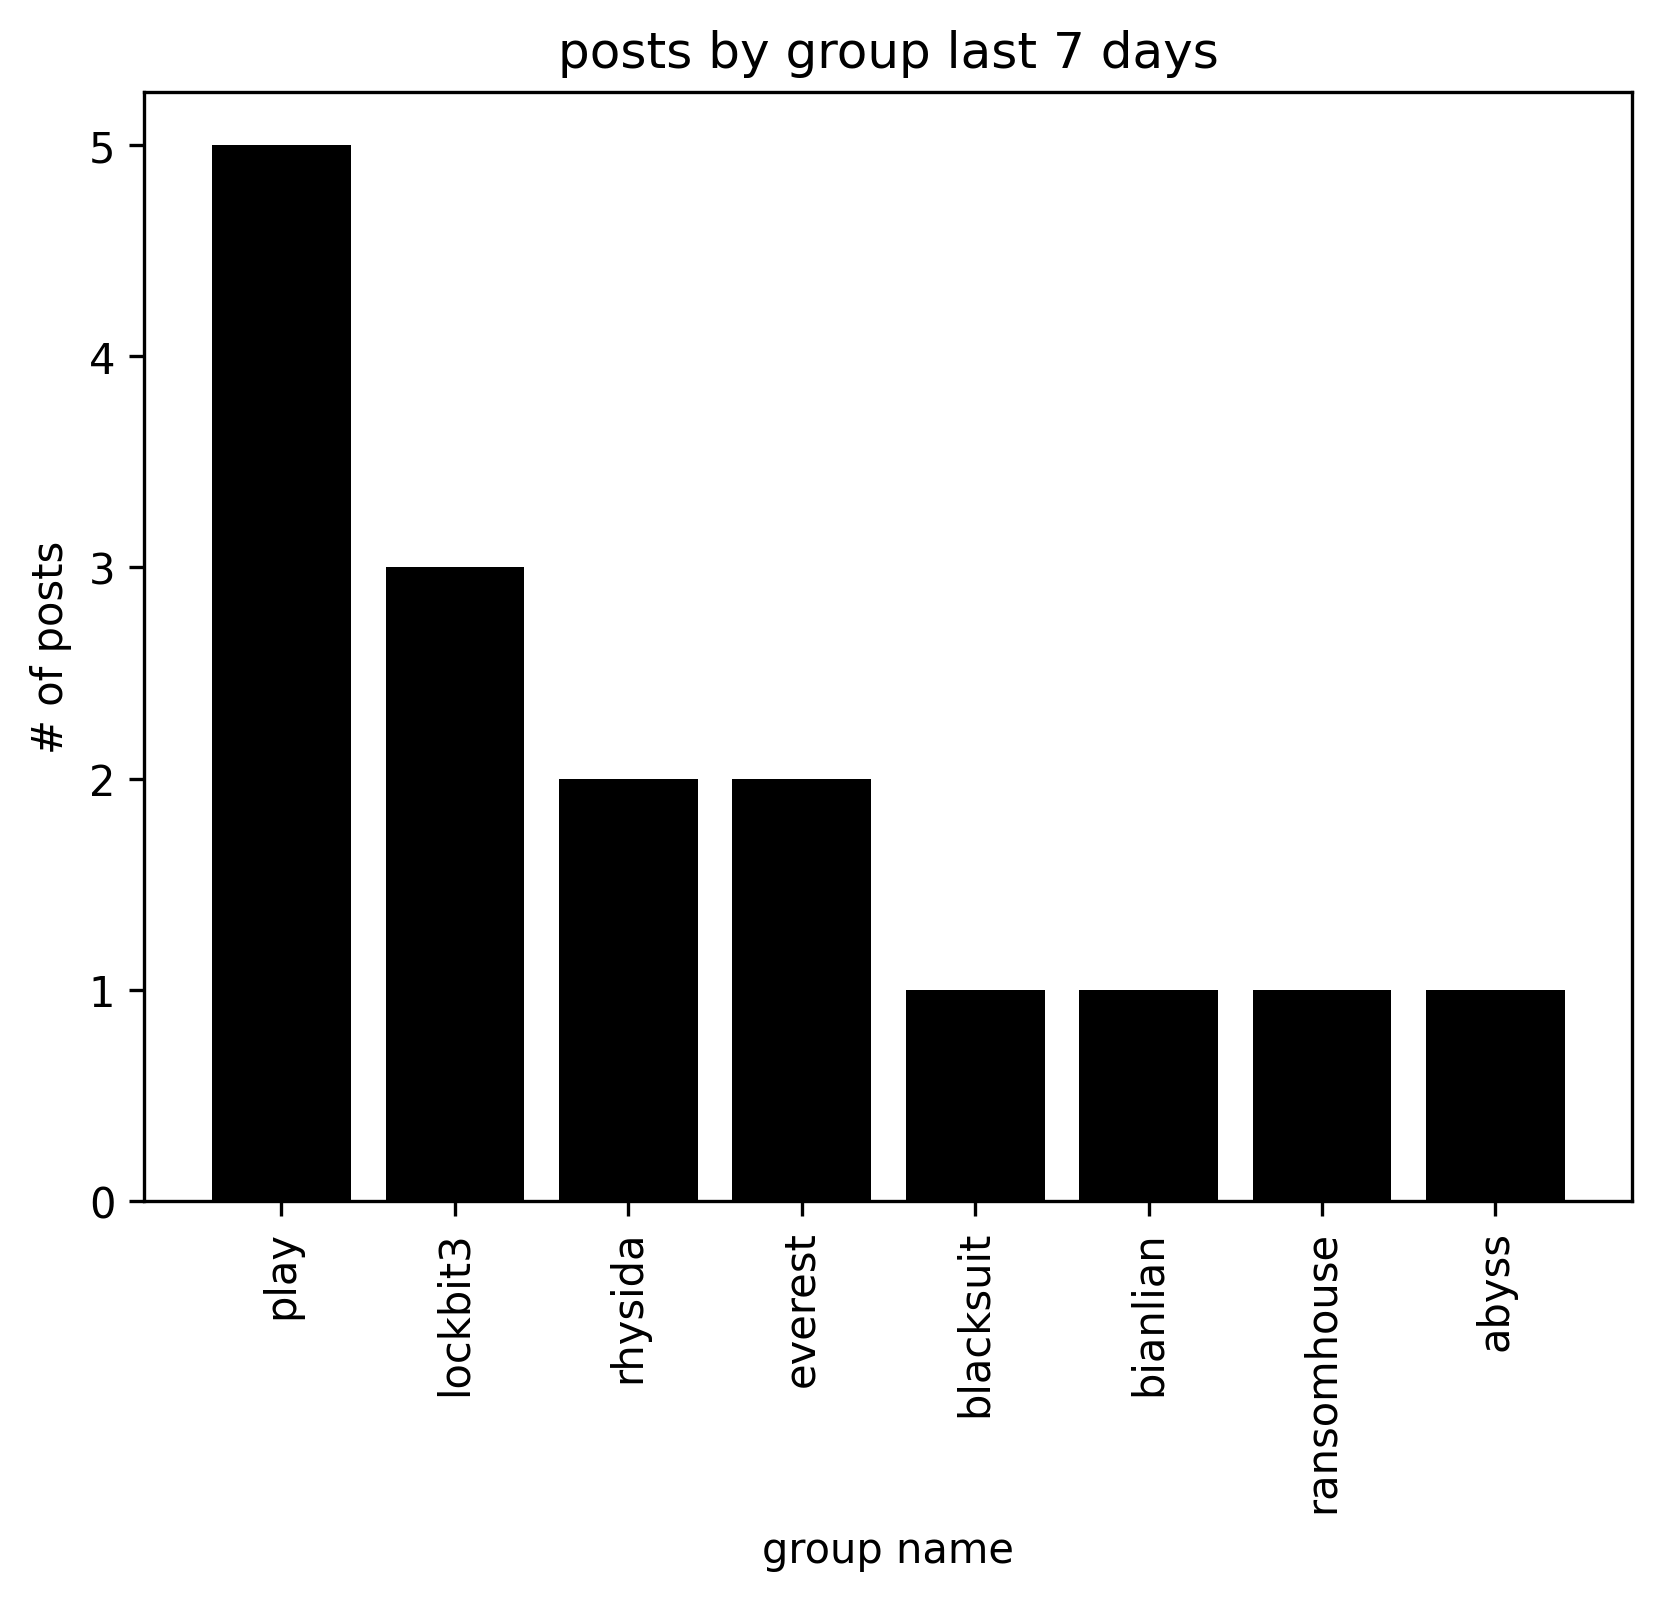 posts by group last 7 days
# of posts
5
4
3
2
1
0
play
lockbit3
rhysida
everest
blacksuit
bianlian
ransomhouse
abyss
group name